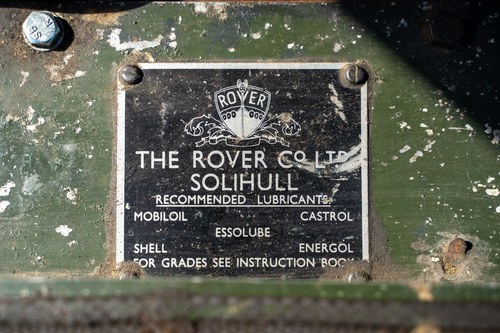 ROVER
THE ROVER CO. LTD.
SOLIHULL
RECOMMENDED LUBRICANTS.
MOBILOIL CASTROL
ESSOLUBE
SHELL ENERGOL
FOR GRADES SEE INSTRUCTION BOOK